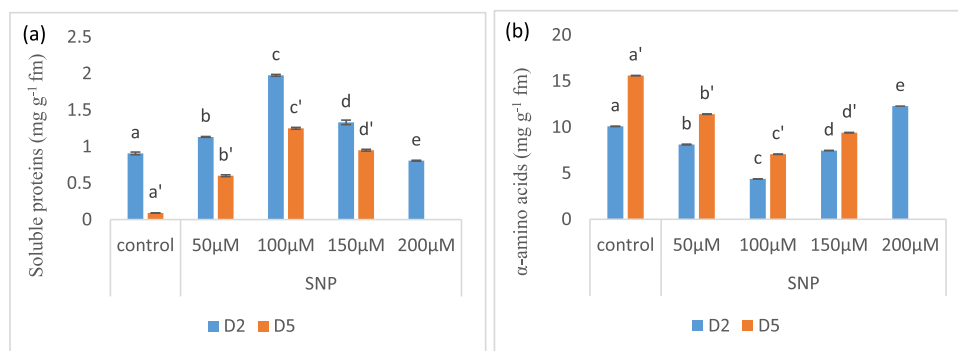 (a)
Soluble proteins (mg g⁻¹ fm)
2.5
2
1.5
1
0.5
0
a
a'
b
b'
c
c'
d
d'
e
control
50µM
100µM
150µM
200µM
SNP
D2
D5
(b)
α-amino acids (mg g⁻¹ fm)
20
15
10
5
0
a
a'
b
b'
c
c'
d
d'
e
control
50µM
100µM
150µM
200µM
SNP
D2
D5